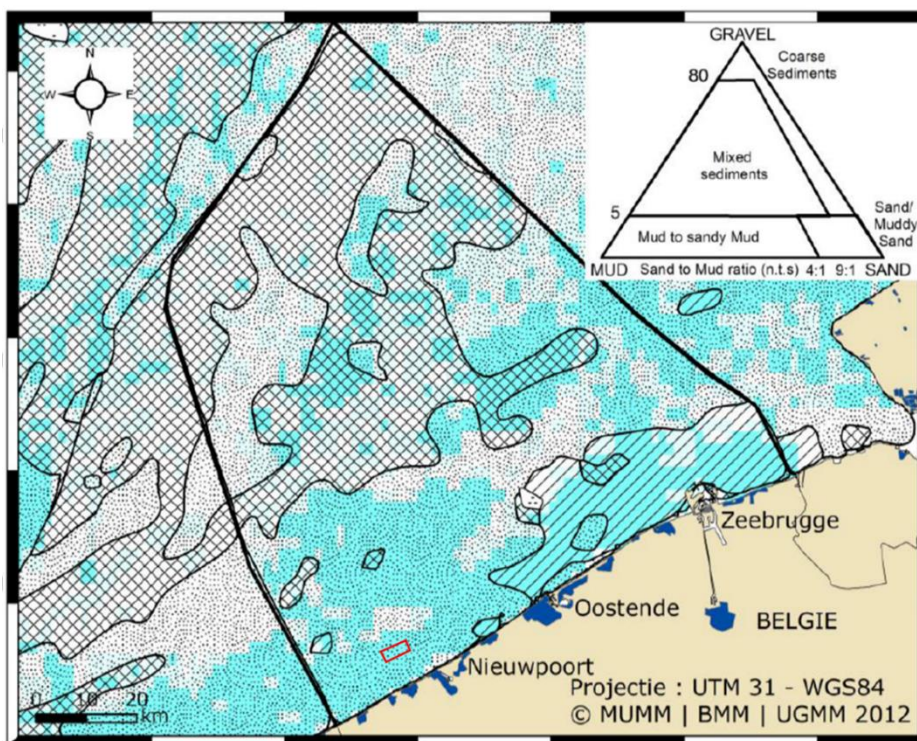 N
W E
S
GRAVEL
80
Coarse
Sediments
Mixed
sediments
5
Sand/
Muddy
Sand
Mud to sandy Mud
MUD Sand to Mud ratio (n.t.s) 4:1 9:1 SAND
Zeebrugge
Oostende
BELGIE
Nieuwpoort
Projectie : UTM 31 - WGS84
© MUMM | BMM | UGMM 2012
0 10 20
km